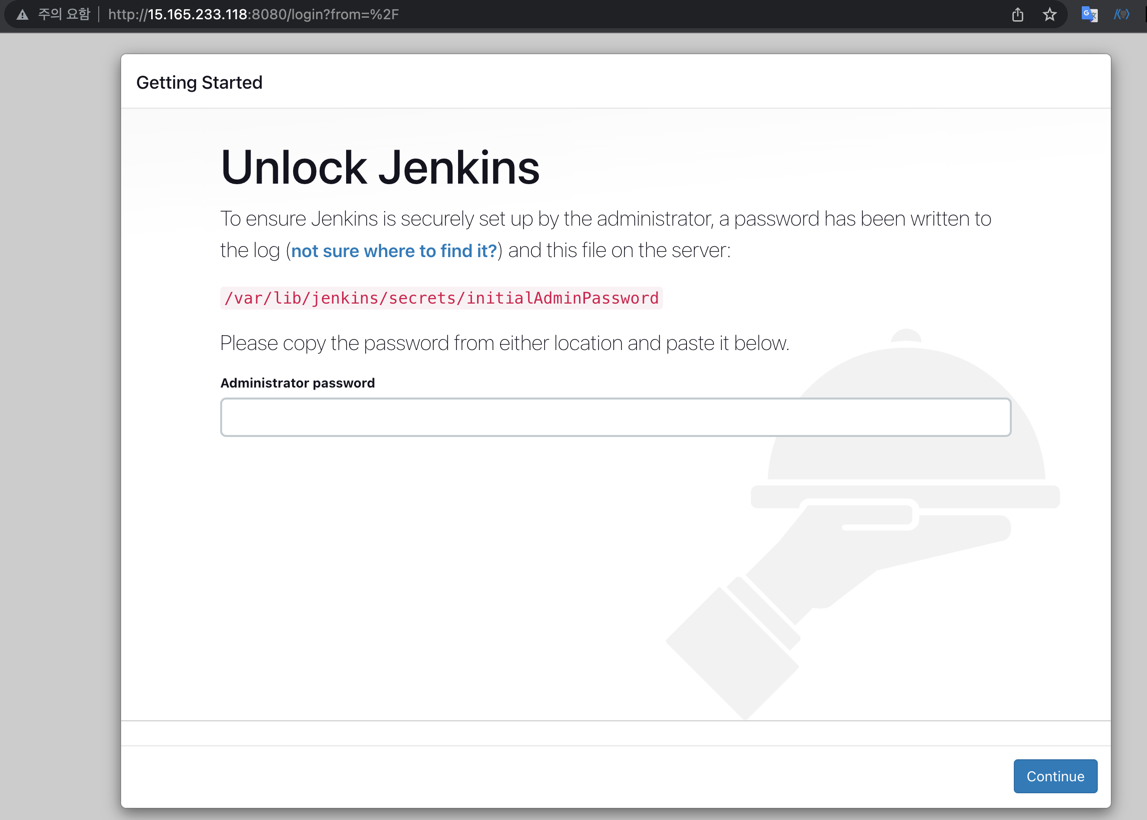 주의 요함 http://15.165.233.118:8080/login?from=%2F
Getting Started
Unlock Jenkins
To ensure Jenkins is securely set up by the administrator, a password has been written to
the log (not sure where to find it?) and this file on the server:
/var/lib/jenkins/secrets/initialAdminPassword
Please copy the password from either location and paste it below.
Administrator password
Continue